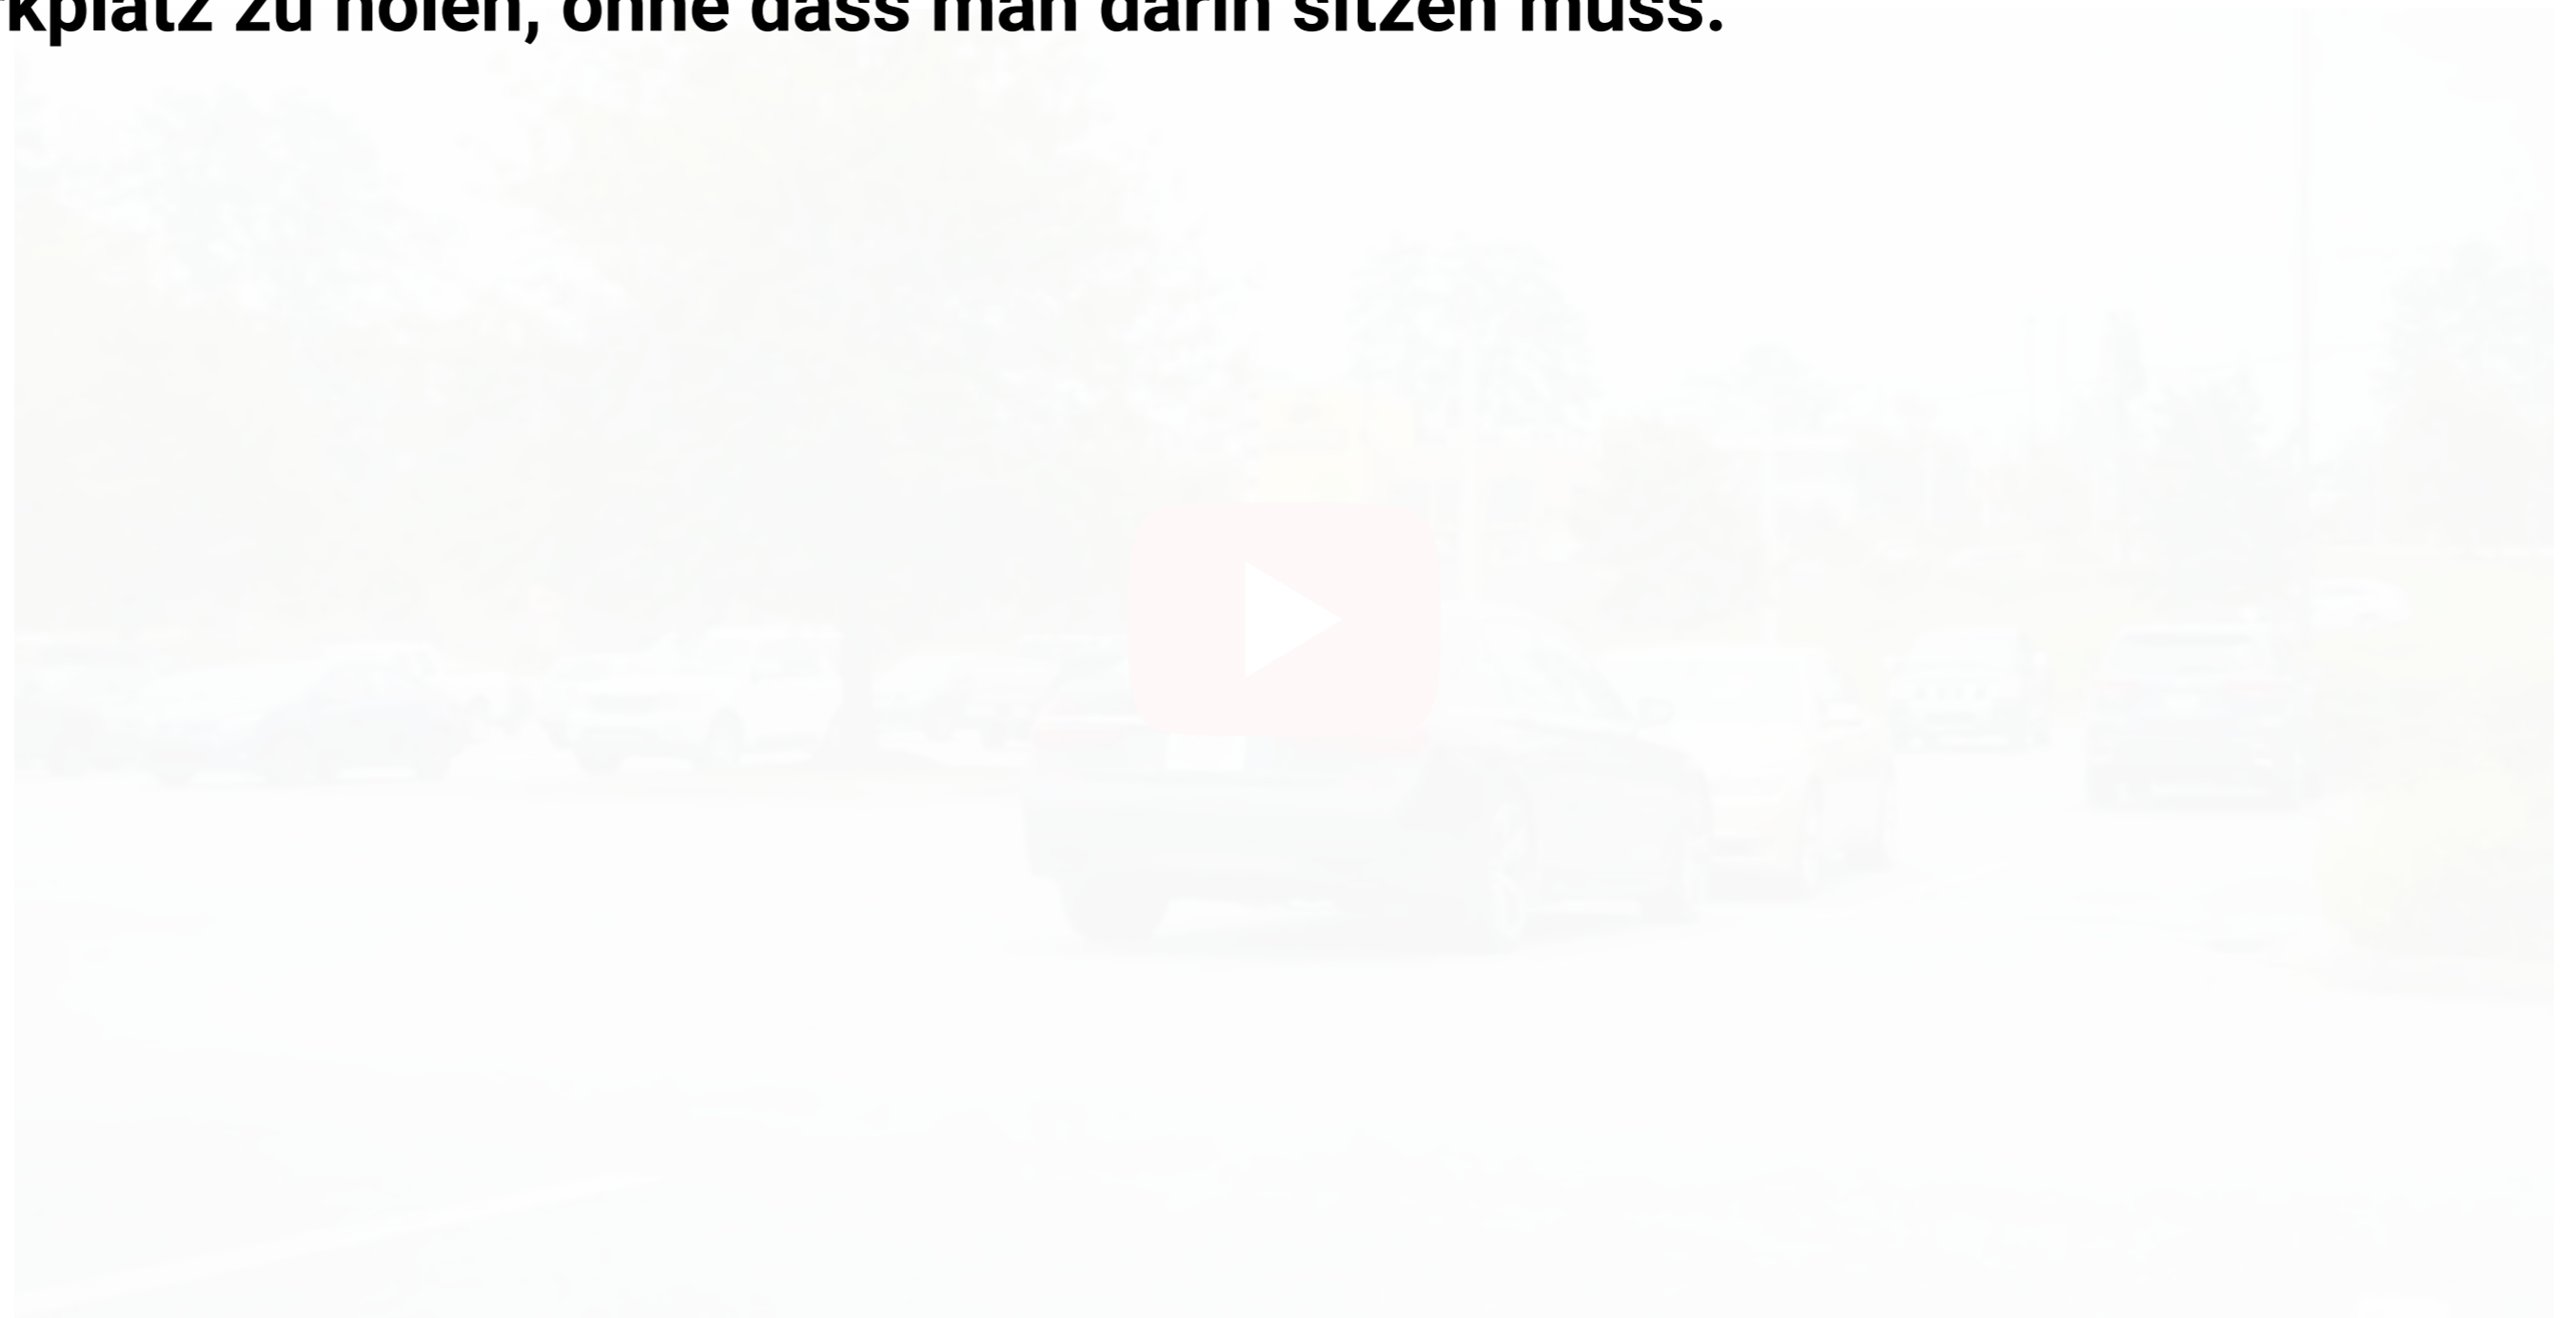 rkplatz zu holen, ohne dass man darin sitzen muss.